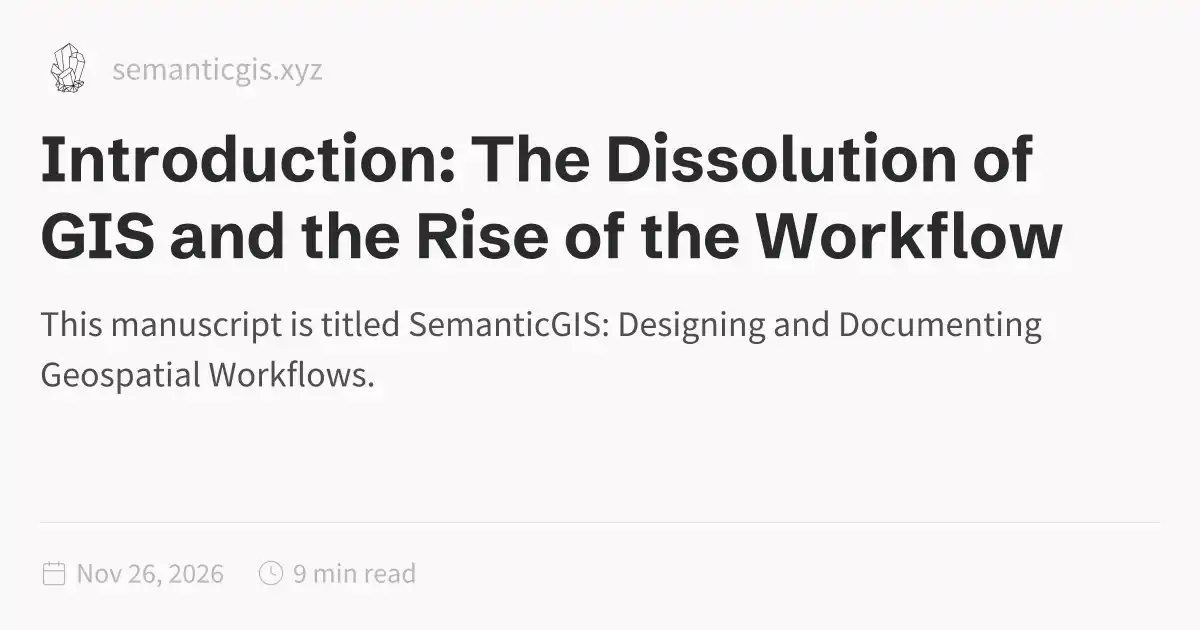 semanticgis.xyz
Introduction: The Dissolution of
GIS and the Rise of the Workflow
This manuscript is titled SemanticGIS: Designing and Documenting
Geospatial Workflows.
Nov 26, 2026 9 min read